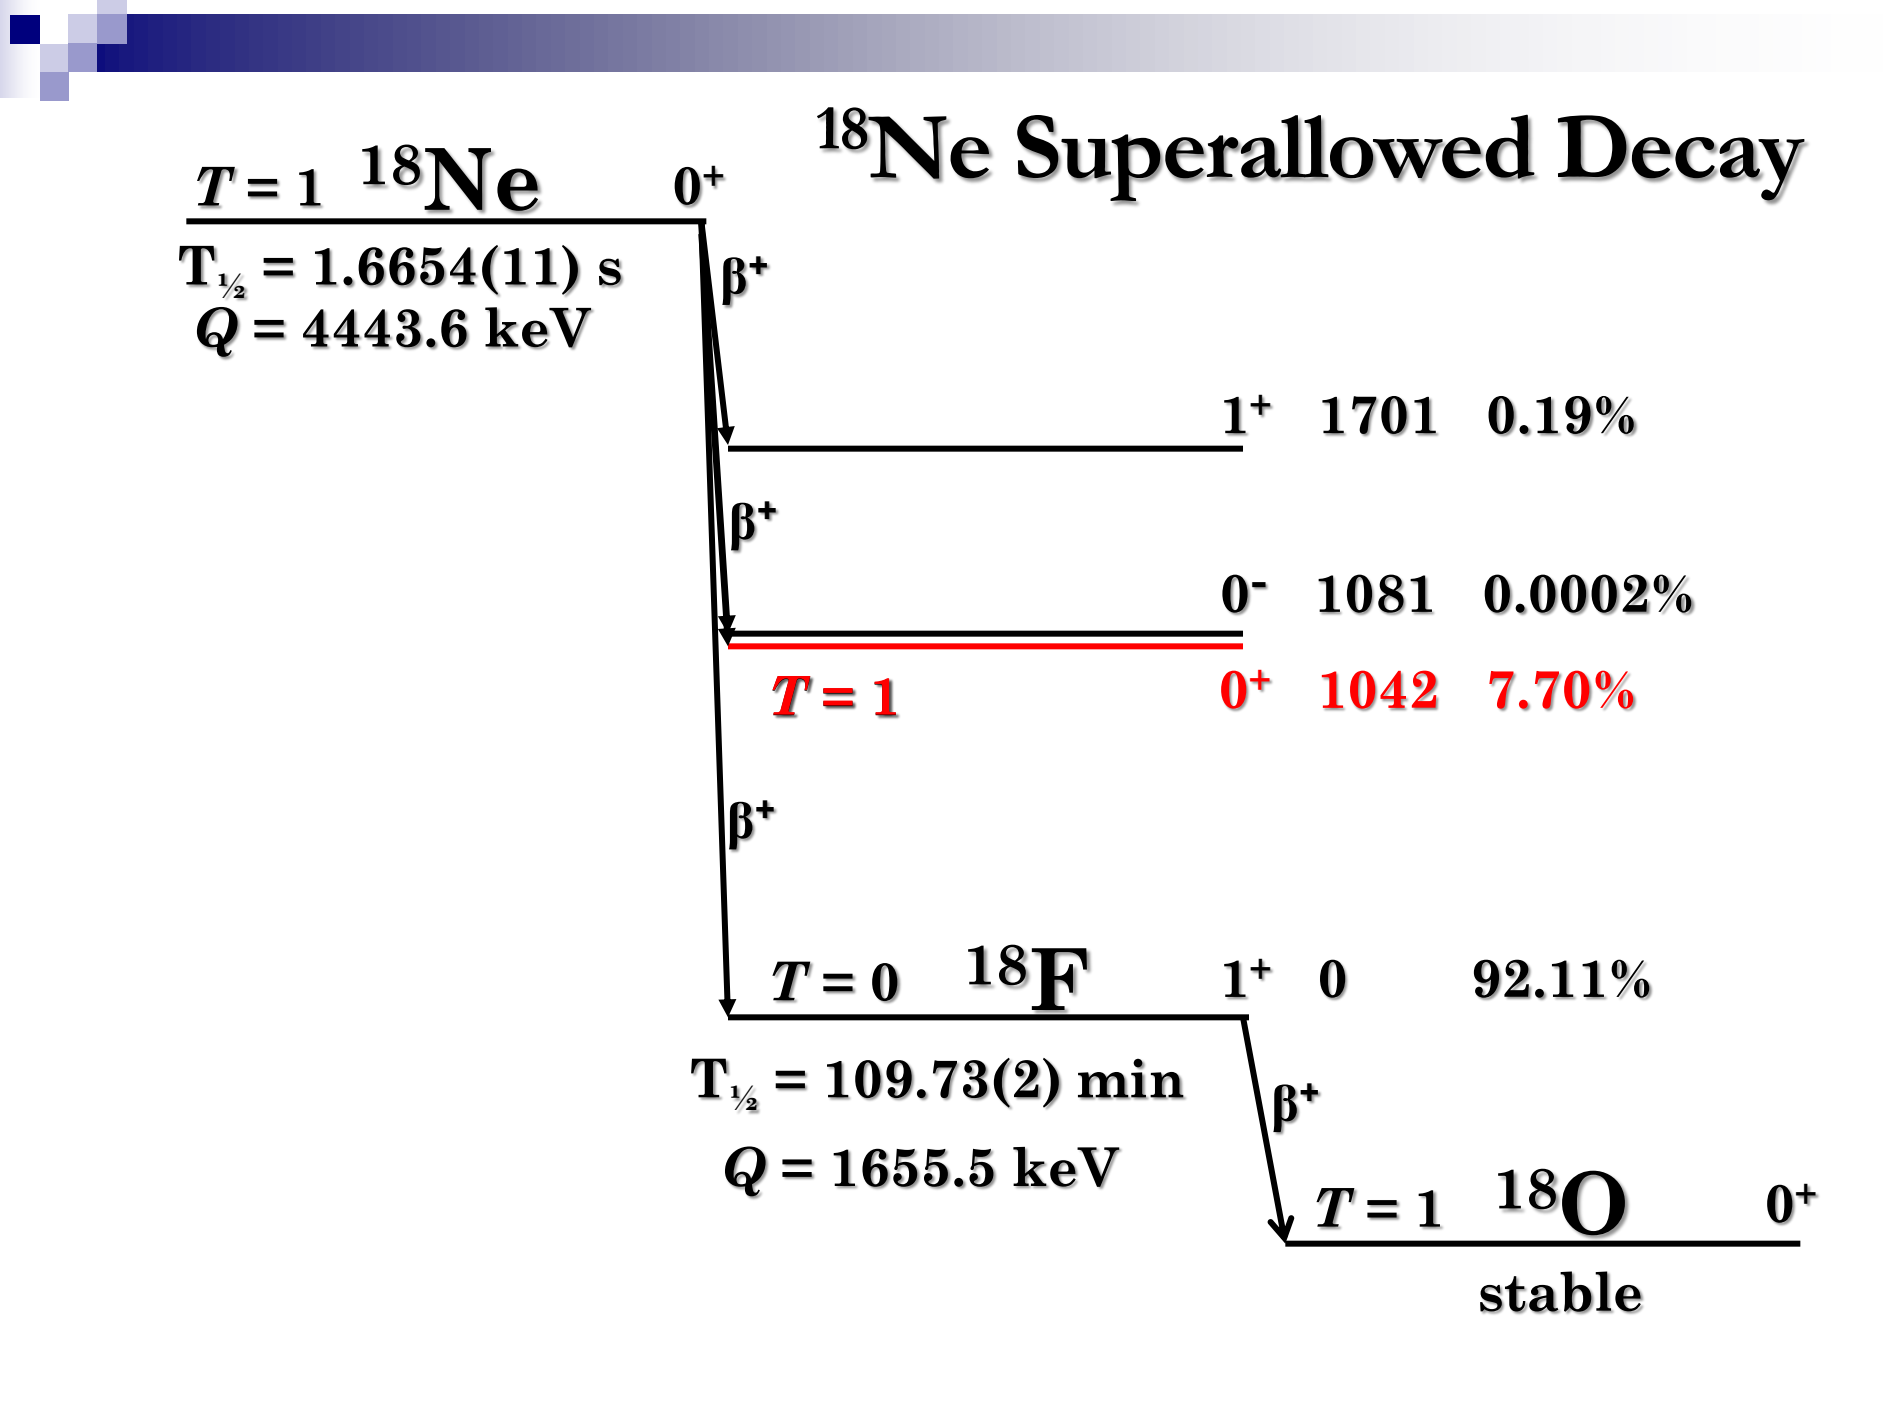 ¹⁸Ne Superallowed Decay
T = 1 ¹⁸Ne 0⁺
T½ = 1.6654(11) s
β⁺
Q = 4443.6 keV
1⁺ 1701 0.19%
β⁺
0⁻ 1081 0.0002%
T = 1 0⁺ 1042 7.70%
β⁺
T = 0 ¹⁸F 1⁺ 0 92.11%
T½ = 109.73(2) min
β⁺
Q = 1655.5 keV
T = 1 ¹⁸O 0⁺
stable